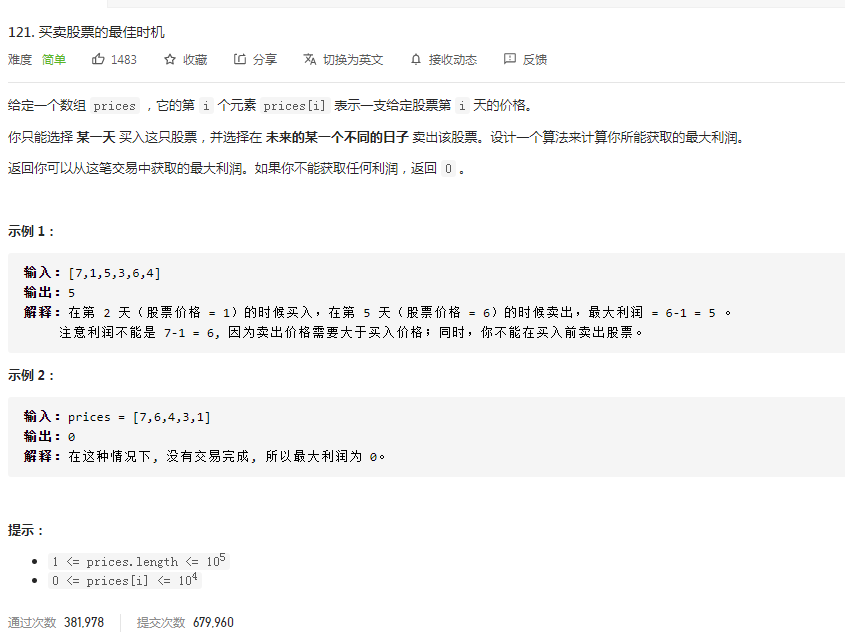 121. 买卖股票的最佳时机
难度 简单 1483 收藏 分享 切换为英文 接收动态 反馈
给定一个数组 prices ，它的第 i 个元素 prices[i] 表示一支给定股票第 i 天的价格。
你只能选择 某一天 买入这只股票，并选择在 未来的某一个不同的日子 卖出该股票。设计一个算法来计算你所能获取的最大利润。
返回你可以从这笔交易中获取的最大利润。如果你不能获取任何利润，返回 0 。
示例 1：
输入：[7,1,5,3,6,4]
输出：5
解释：在第 2 天（股票价格 = 1）的时候买入，在第 5 天（股票价格 = 6）的时候卖出，最大利润 = 6-1 = 5 。
注意利润不能是 7-1 = 6, 因为卖出价格需要大于买入价格；同时，你不能在买入前卖出股票。
示例 2：
输入：prices = [7,6,4,3,1]
输出：0
解释：在这种情况下, 没有交易完成, 所以最大利润为 0。
提示：
• 1 <= prices.length <= 10⁵
• 0 <= prices[i] <= 10⁴
通过次数 381,978 提交次数 679,960